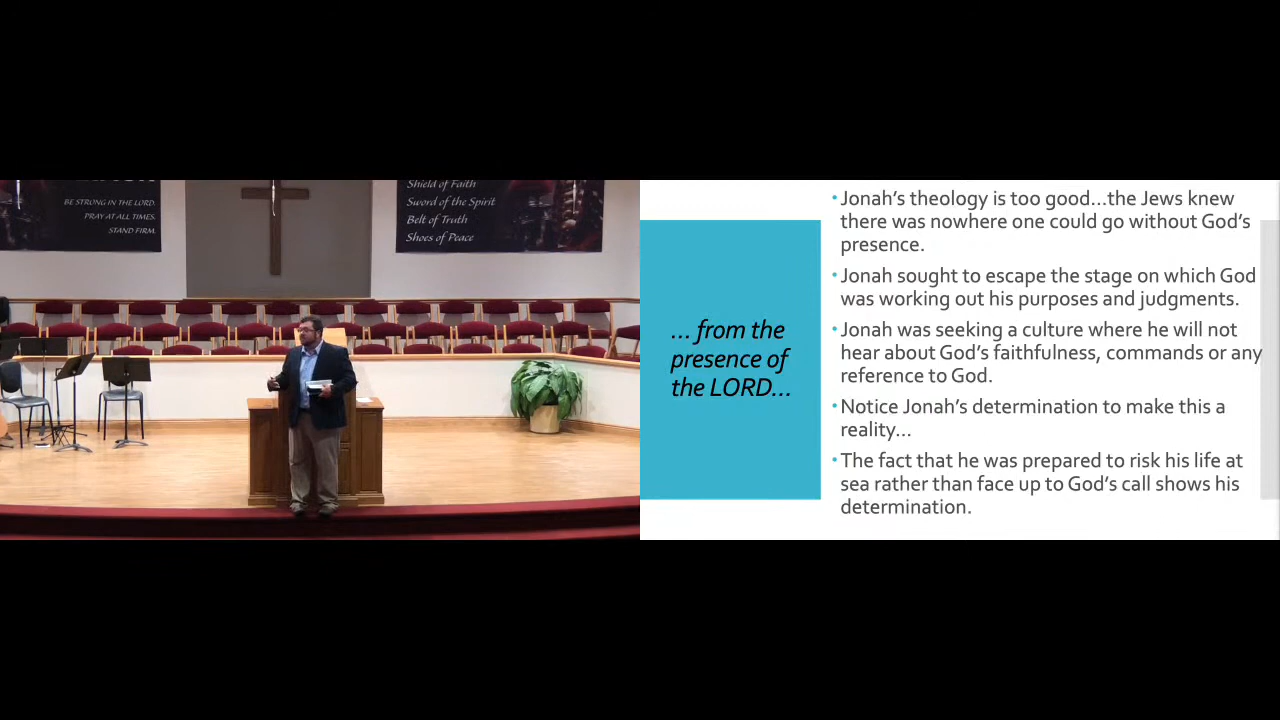 BE STRONG IN THE LORD.
PRAY AT ALL TIMES.
STAND FIRM.
Shield of Faith
Sword of the Spirit
Belt of Truth
Shoes of Peace
... from the
presence of
the LORD...
•Jonah's theology is too good...the Jews knew
there was nowhere one could go without God's
presence.
•Jonah sought to escape the stage on which God
was working out his purposes and judgments.
•Jonah was seeking a culture where he will not
hear about God's faithfulness, commands or any
reference to God.
•Notice Jonah's determination to make this a
reality...
•The fact that he was prepared to risk his life at
sea rather than face up to God's call shows his
determination.